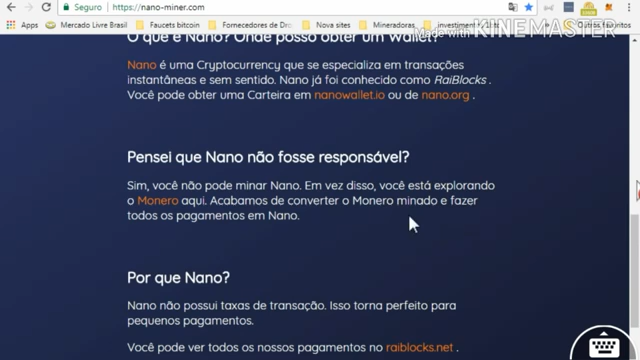 Seguro https://nano-miner.com
Apps Mercado Livre Brasil Faucets bitcoin Fornecedores de Dro Nova sites Mineradoras investiment Outros favoritos
Made with KINEMASTER
O que é Nano? Onde posso obter um Wallet?
Nano é uma Cryptocurrency que se especializa em transações
instantâneas e sem sentido. Nano já foi conhecido como RaiBlocks .
Você pode obter uma Carteira em nanowallet.io ou de nano.org .
Pensei que Nano não fosse responsável?
Sim, você não pode minar Nano. Em vez disso, você está explorando
o Monero aqui. Acabamos de converter o Monero minado e fazer
todos os pagamentos em Nano.
Por que Nano?
Nano não possui taxas de transação. Isso torna perfeito para
pequenos pagamentos.
Você pode ver todos os nossos pagamentos no raiblocks.net .